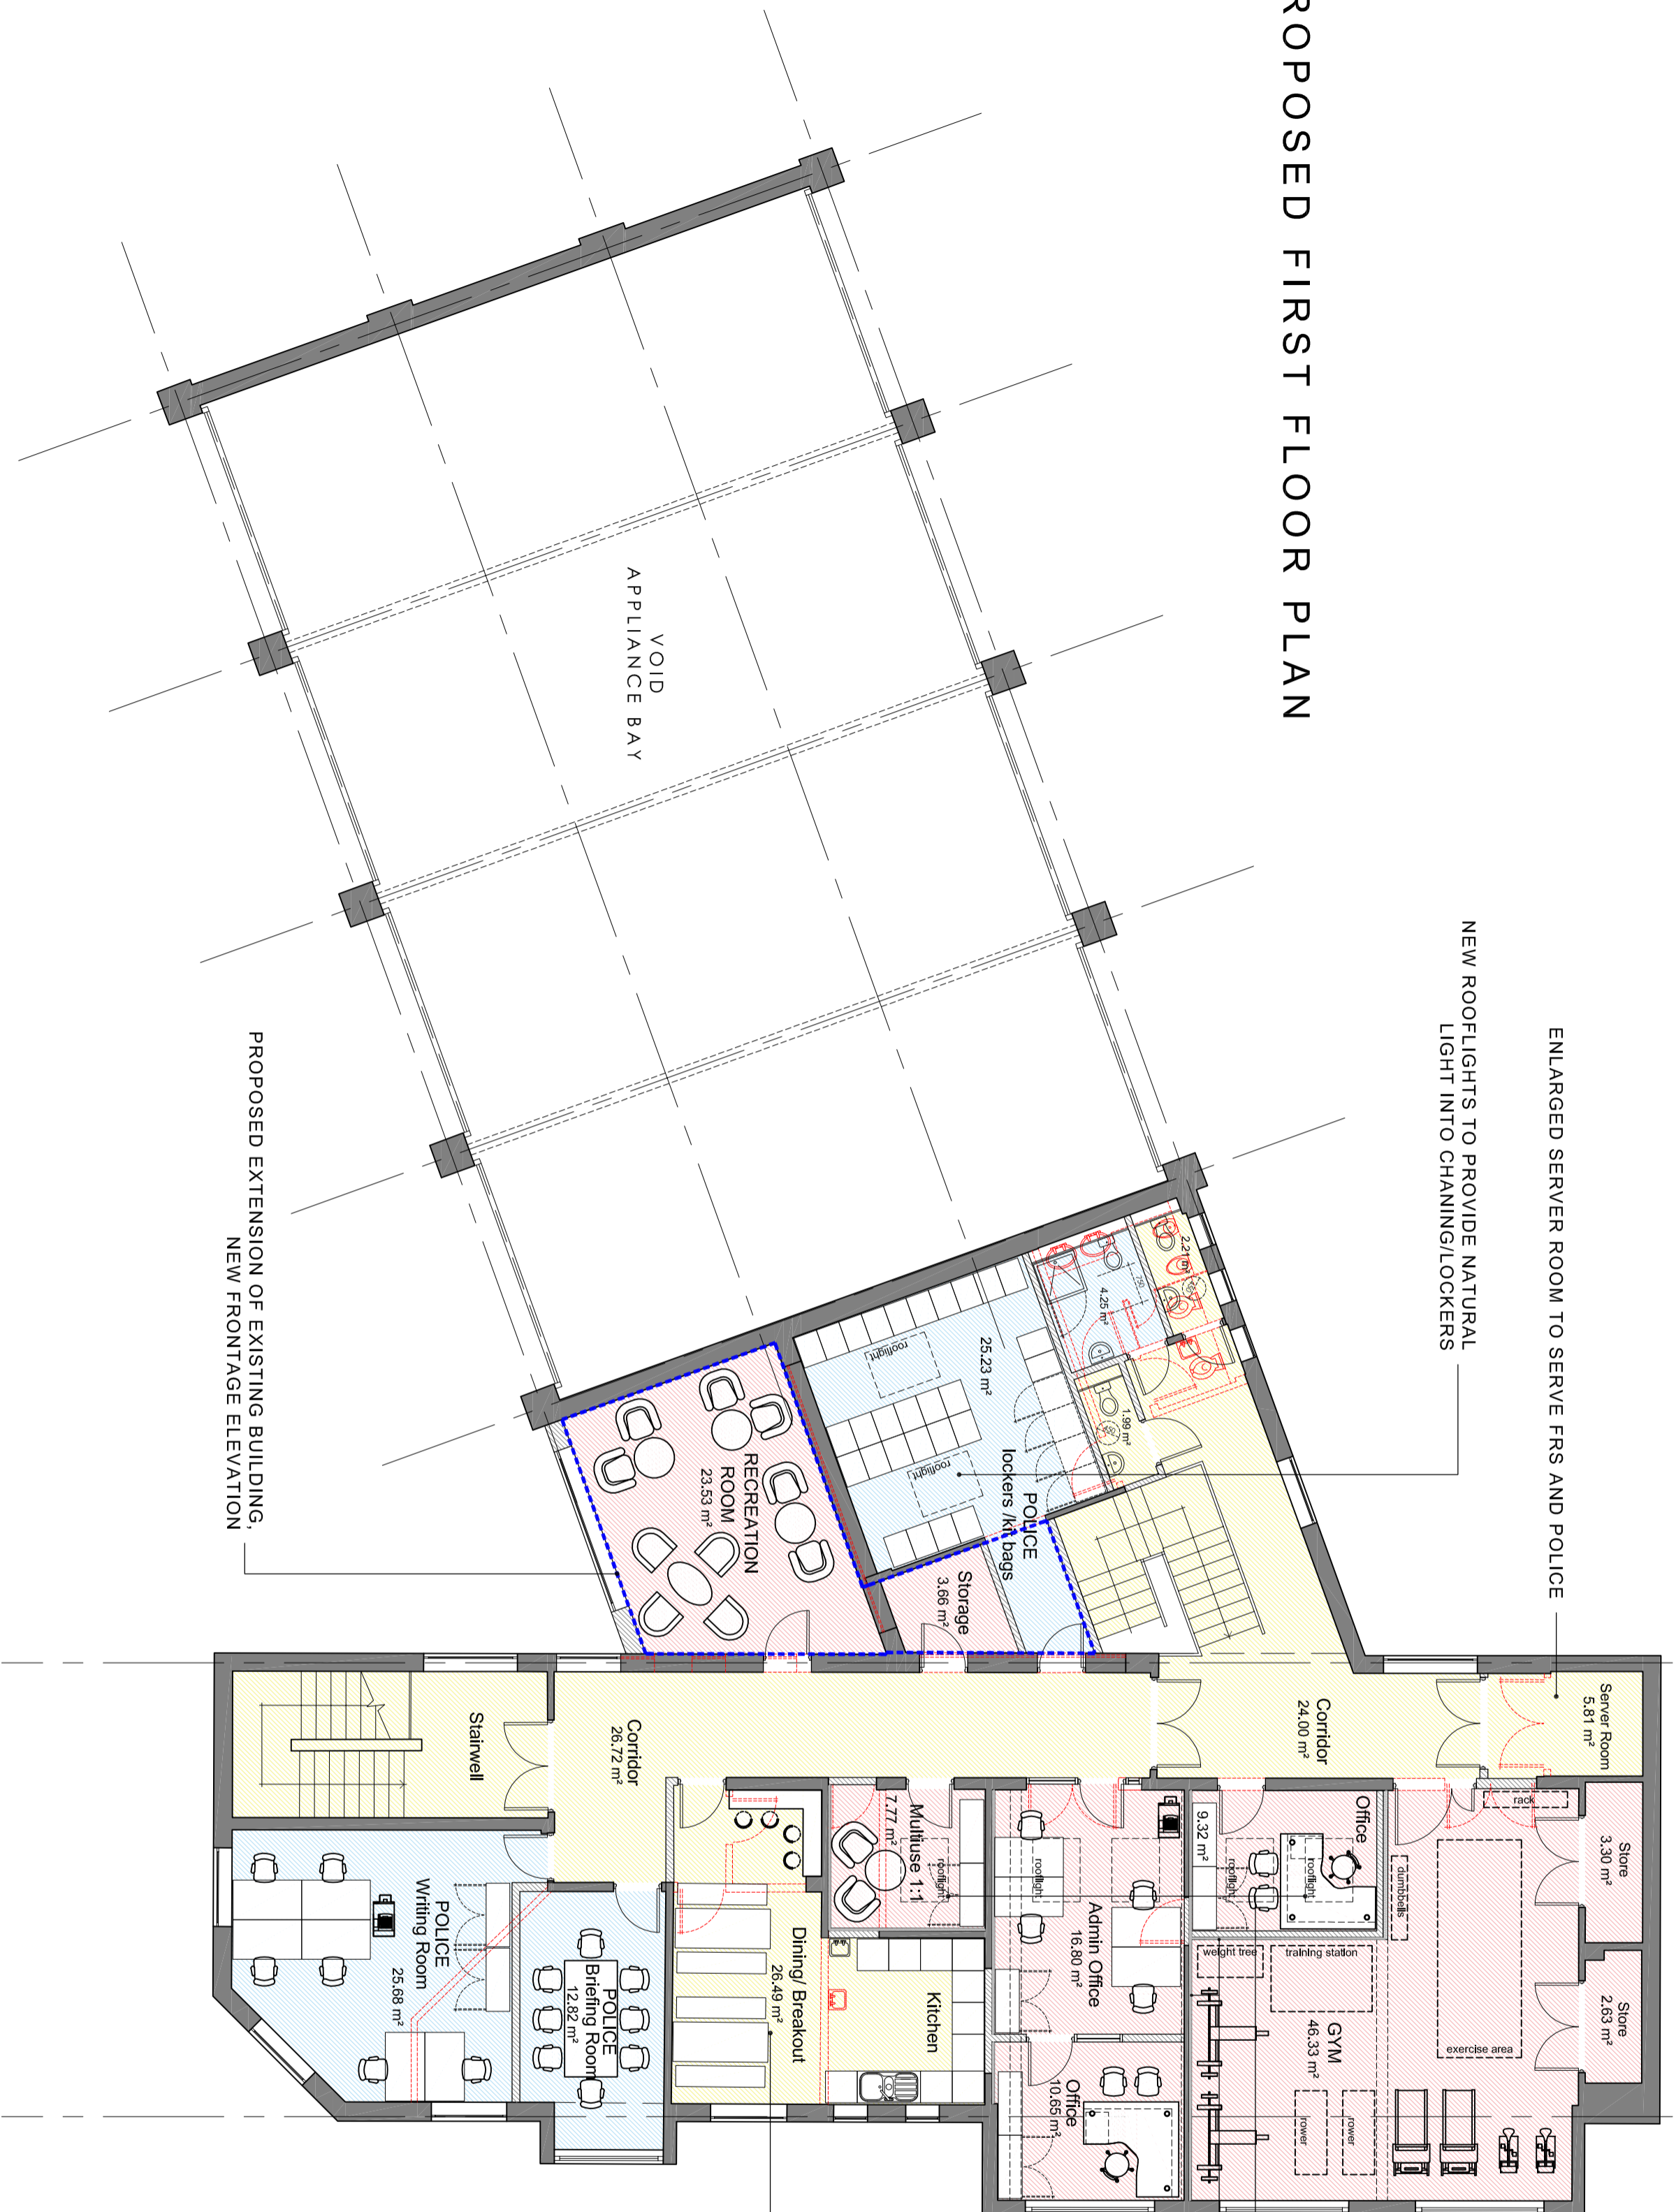 ROPOSED FIRST FLOOR PLAN
ENLARGED SERVER ROOM TO SERVE FRS AND POLICE
NEW ROOFLIGHTS TO PROVIDE NATURAL
LIGHT INTO CHANING/LOCKERS
VOID
APPLIANCE BAY
PROPOSED EXTENSION OF EXISTING BUILDING,
NEW FRONTAGE ELEVATION
2.21 m²
4.25 m²
750
1.99 m²
25.23 m²
rooflight
rooflight
POLICE
lockers /kit bags
RECREATION
ROOM
23.53 m²
Storage
3.66 m²
Server Room
5.81 m²
Corridor
24.00 m²
Corridor
26.72 m²
Stairwell
Store
3.30 m²
Store
2.63 m²
rack
Office
9.32 m²
rooflight
rooflight
dumbbells
weight tree
training station
exercise area
GYM
46.33 m²
rower
rower
Multiuse 1:1
7.77 m²
rooflight
rooflight
Admin Office
16.80 m²
Office
10.65 m²
Kitchen
Dining/ Breakout
26.49 m²
POLICE
Briefing Room
12.82 m²
POLICE
Writing Room
25.68 m²